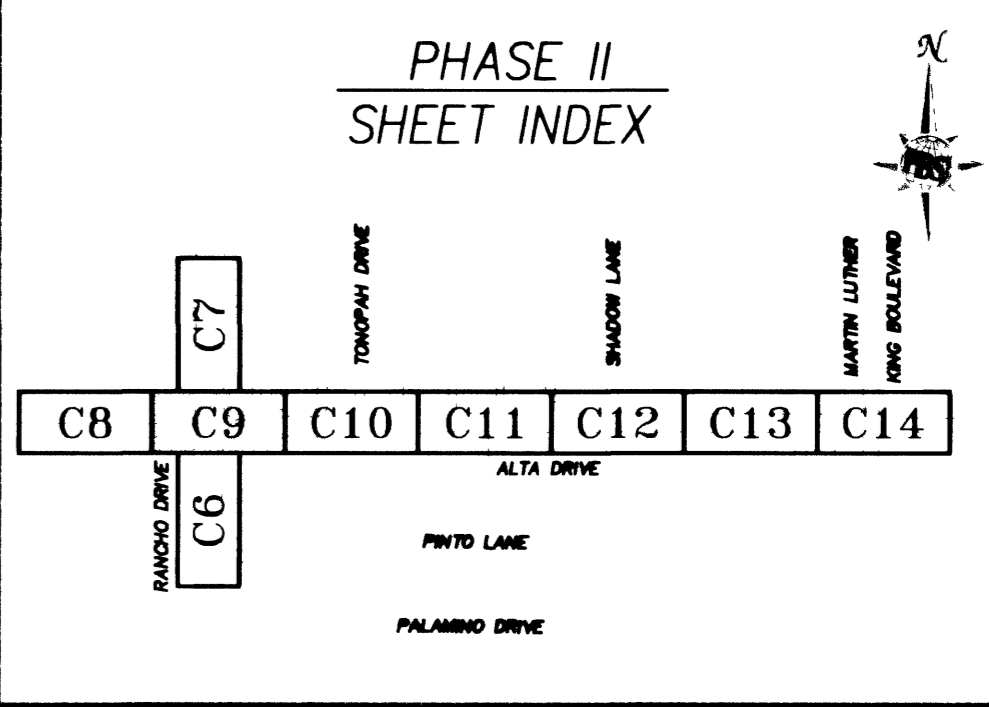 PHASE II
SHEET INDEX
N
PBSJ
TONOPAH DRIVE
SHADOW LANE
MARTIN LUTHER
KING BOULEVARD
C7
C8 C9 C10 C11 C12 C13 C14
ALTA DRIVE
RANCHO DRIVE
C6
PINTO LANE
PALAMINO DRIVE